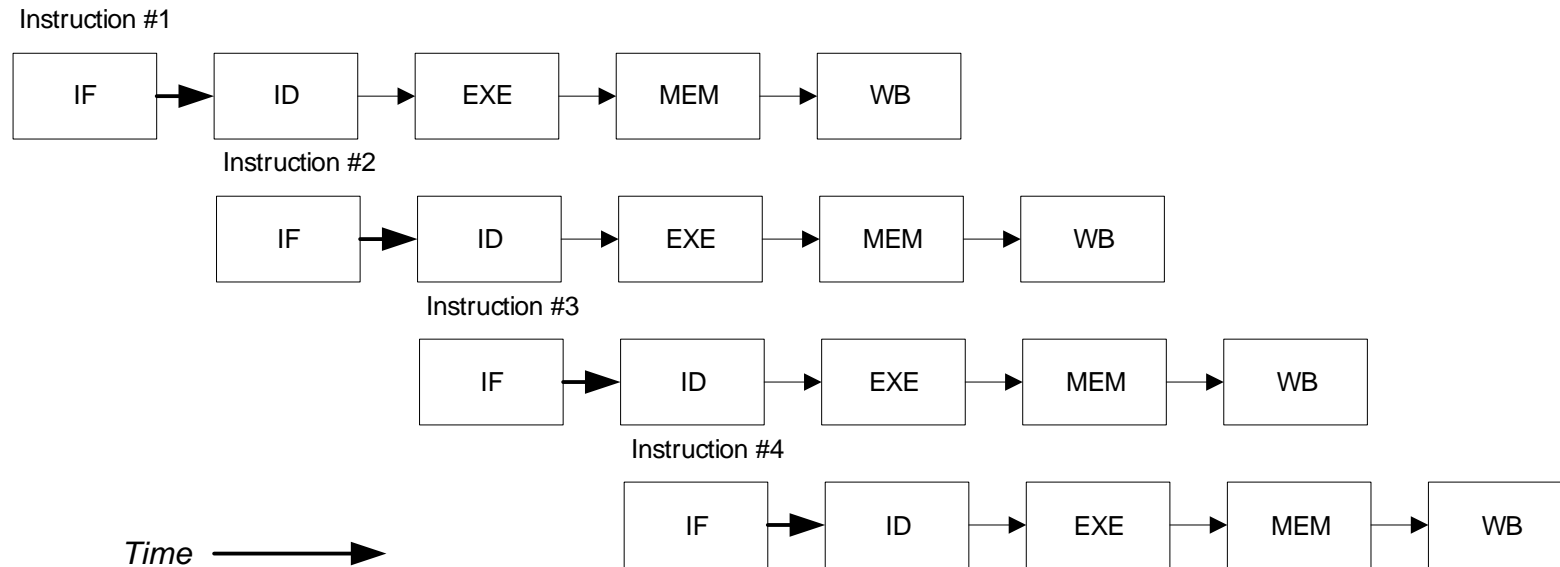 Instruction #1
IF ID EXE MEM WB
Instruction #2
IF ID EXE MEM WB
Instruction #3
IF ID EXE MEM WB
Instruction #4
IF ID EXE MEM WB
Time